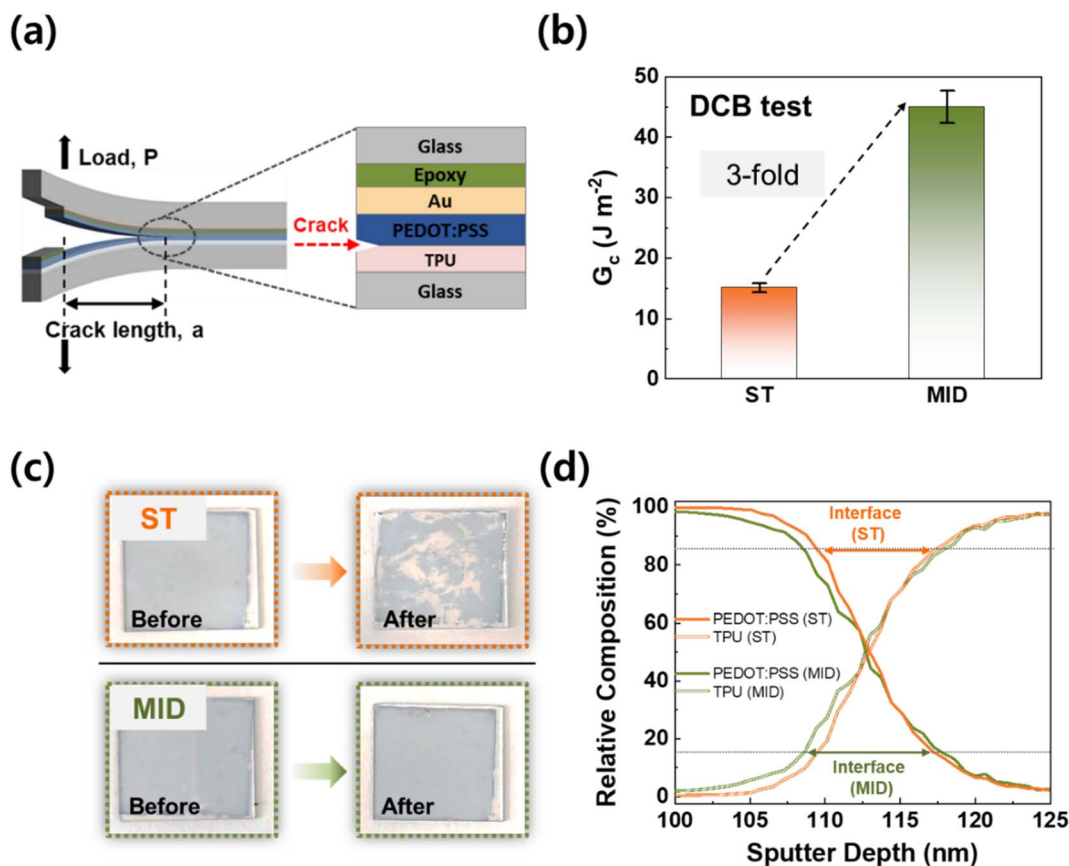 (a)
Load, P
Crack length, a
Crack
Glass
Epoxy
Au
PEDOT:PSS
TPU
Glass
(b)
DCB test
3-fold
G_c (J m⁻²)
50
40
30
20
10
0
ST
MID
(c)
ST
Before
After
MID
Before
After
(d)
Relative Composition (%)
100
80
60
40
20
0
Interface
(ST)
PEDOT:PSS (ST)
TPU (ST)
PEDOT:PSS (MID)
TPU (MID)
Interface
(MID)
100
105
110
115
120
125
Sputter Depth (nm)